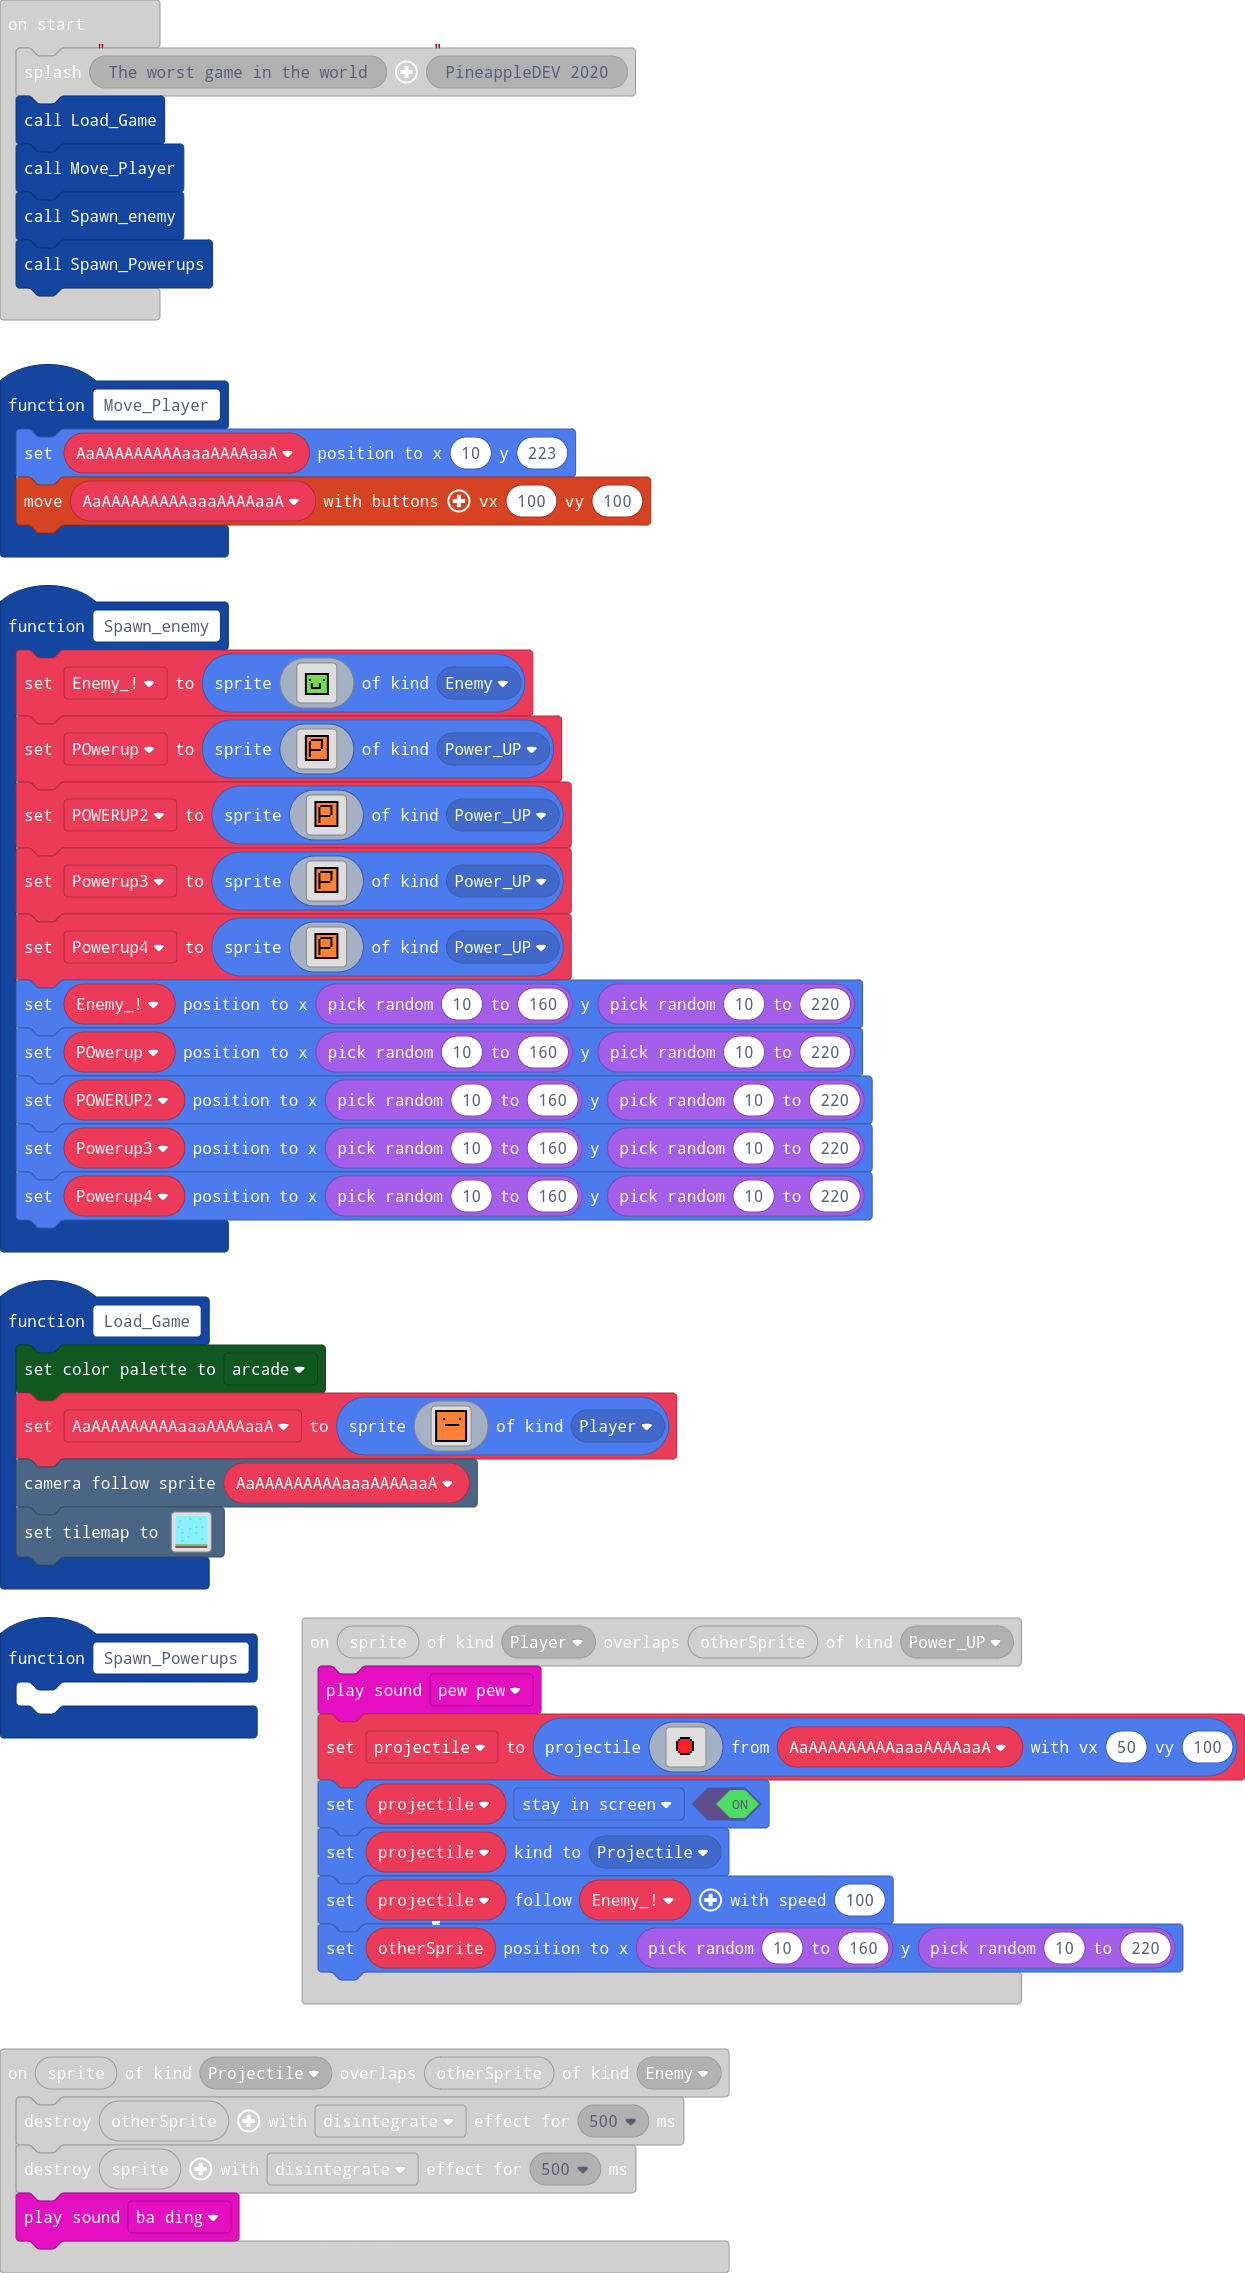 on start
splash " The worst game in the world " PineappleDEV 2020
call Load_Game
call Move_Player
call Spawn_enemy
call Spawn_Powerups
function Move_Player
set AaAAAAAAAAAaaaAAAAaaA position to x 10 y 223
move AaAAAAAAAAAaaaAAAAaaA with buttons vx 100 vy 100
function Spawn_enemy
set Enemy_! to sprite of kind Enemy
set POwerup to sprite P of kind Power_UP
set POWERUP2 to sprite P of kind Power_UP
set Powerup3 to sprite P of kind Power_UP
set Powerup4 to sprite P of kind Power_UP
set Enemy_! position to x pick random 10 to 160 y pick random 10 to 220
set POwerup position to x pick random 10 to 160 y pick random 10 to 220
set POWERUP2 position to x pick random 10 to 160 y pick random 10 to 220
set Powerup3 position to x pick random 10 to 160 y pick random 10 to 220
set Powerup4 position to x pick random 10 to 160 y pick random 10 to 220
function Load_Game
set color palette to arcade
set AaAAAAAAAAAaaaAAAAaaA to sprite of kind Player
camera follow sprite AaAAAAAAAAAaaaAAAAaaA
set tilemap to
function Spawn_Powerups
on sprite of kind Player overlaps otherSprite of kind Power_UP
play sound pew pew
set projectile to projectile from AaAAAAAAAAAaaaAAAAaaA with vx 50 vy 100
set projectile stay in screen ON
set projectile kind to Projectile
set projectile follow Enemy_! with speed 100
set otherSprite position to x pick random 10 to 160 y pick random 10 to 220
on sprite of kind Projectile overlaps otherSprite of kind Enemy
destroy otherSprite with disintegrate effect for 500 ms
destroy sprite with disintegrate effect for 500 ms
play sound ba ding